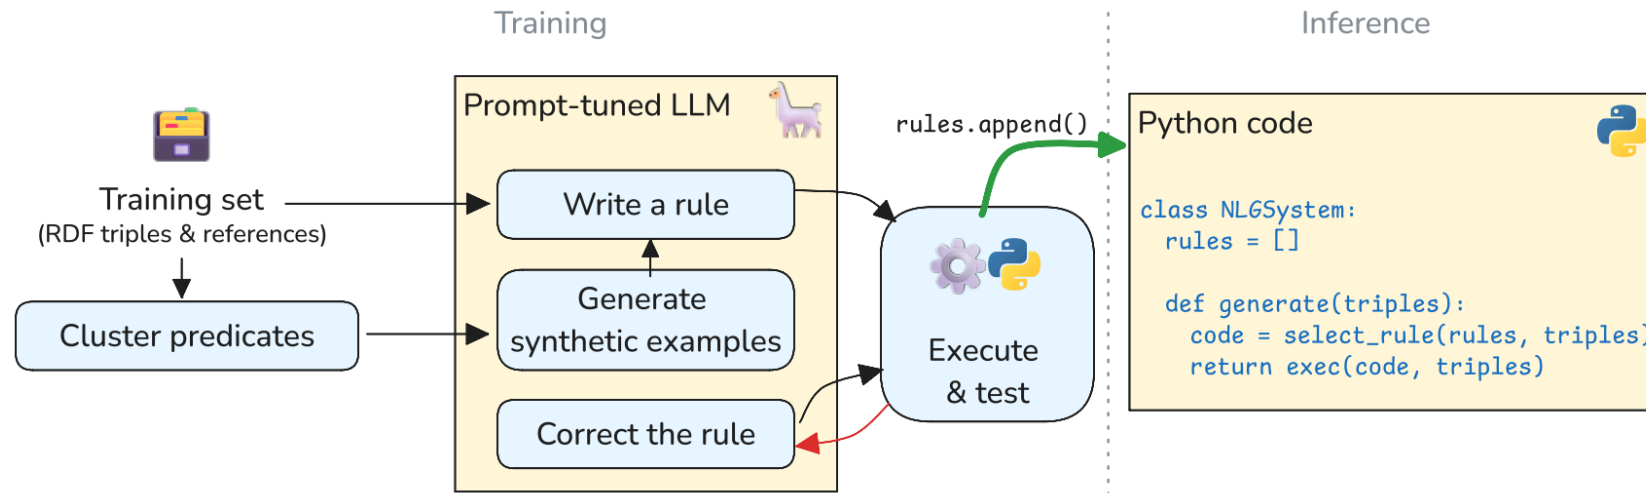 Training
Inference
Prompt-tuned LLM
rules.append()
Python code
Training set
(RDF triples & references)
Write a rule
Cluster predicates
Generate
synthetic examples
Correct the rule
Execute
& test
class NLGSystem:
rules = []
def generate(triples):
code = select_rule(rules, triples)
return exec(code, triples)